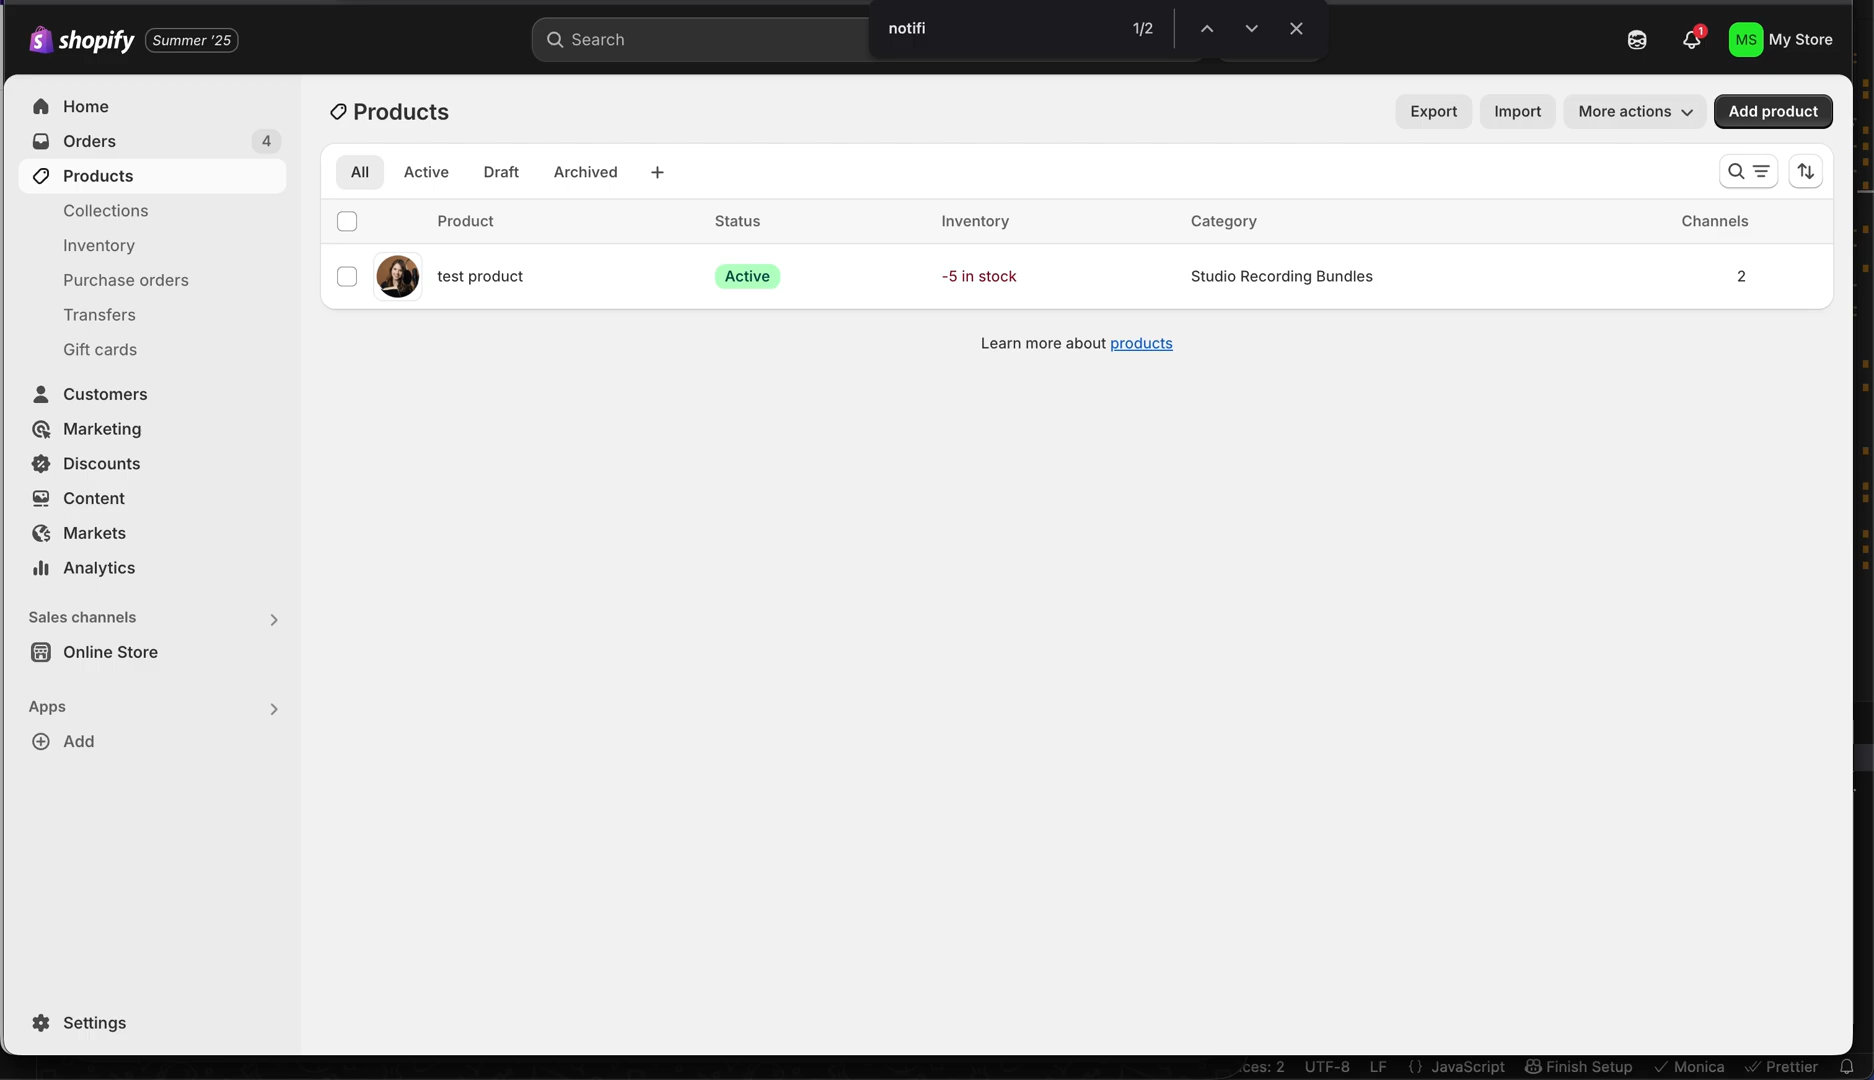 shopify Summer '25
Search
notifi 1/2
1
MS My Store
Home
Orders 4
Products
Collections
Inventory
Purchase orders
Transfers
Gift cards
Customers
Marketing
Discounts
Content
Markets
Analytics
Sales channels
Online Store
Apps
Add
Settings
Products
Export Import More actions Add product
All Active Draft Archived +
Product Status Inventory Category Channels
test product Active -5 in stock Studio Recording Bundles 2
Learn more about products
2 UTF-8 LF {} JavaScript Finish Setup Monica Prettier